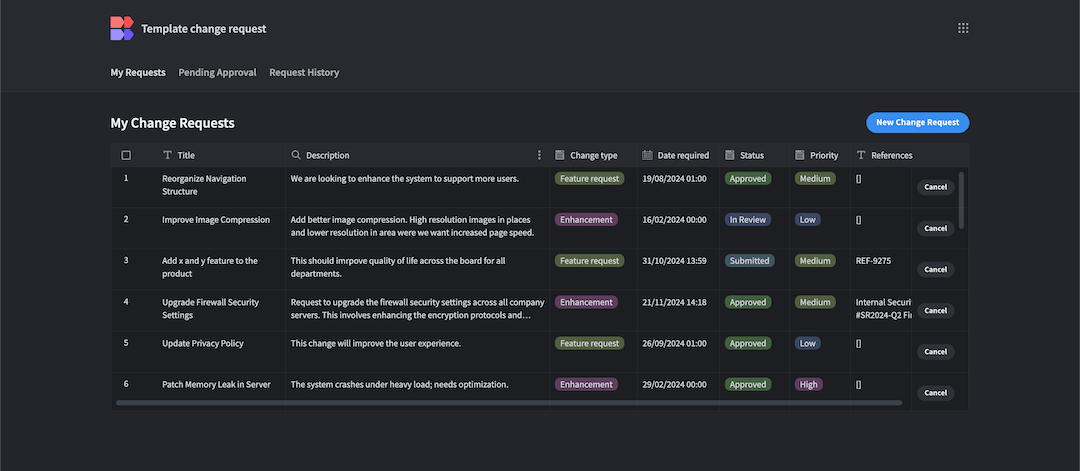 Template change request
My Requests Pending Approval Request History
My Change Requests
New Change Request
Title Description Change type Date required Status Priority References
1 Reorganize Navigation We are looking to enhance the system to support more users. Feature request 19/08/2024 01:00 Approved Medium []
Structure
Cancel
2 Improve Image Compression Add better image compression. High resolution images in places Enhancement 16/02/2024 00:00 In Review Low []
and lower resolution in area were we want increased page speed.
Cancel
3 Add x and y feature to the This should imrpove quality of life across the board for all Feature request 31/10/2024 13:59 Submitted Medium REF-9275
product departments.
Cancel
4 Upgrade Firewall Security Request to upgrade the firewall security settings across all company Enhancement 21/11/2024 14:18 Approved Medium Internal Securi
Settings servers. This involves enhancing the encryption protocols and… #SR2024-Q2 Fi
Cancel
5 Update Privacy Policy This change will improve the user experience. Feature request 26/09/2024 01:00 Approved Low []
Cancel
6 Patch Memory Leak in Server The system crashes under heavy load; needs optimization. Enhancement 29/02/2024 00:00 Approved High []
Cancel